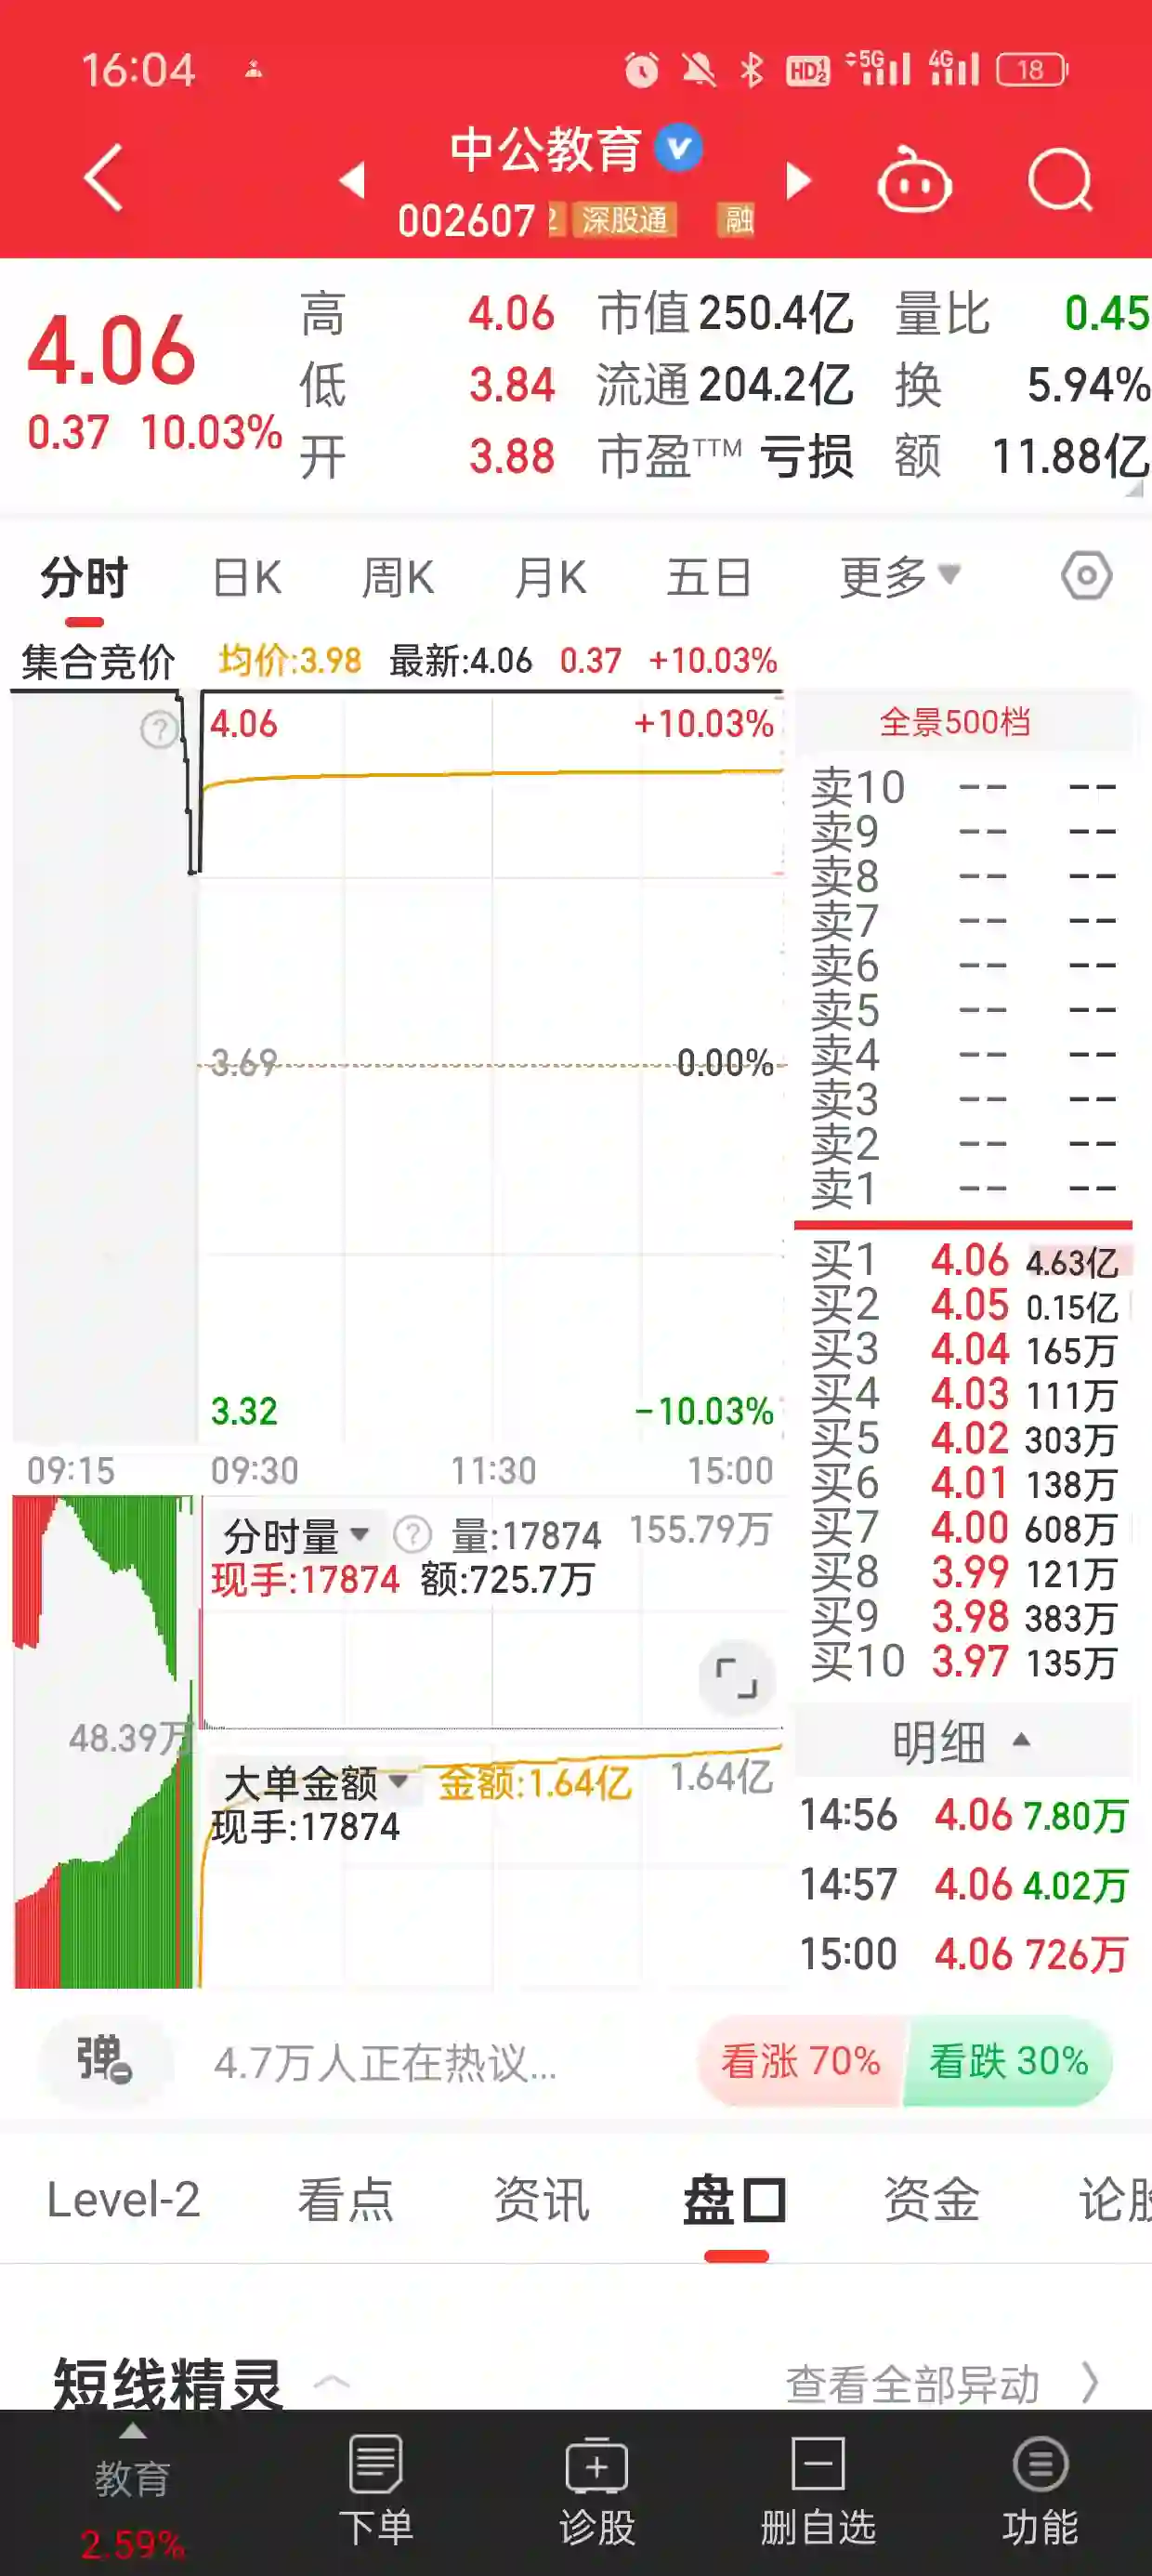 16:04 HD1 2 5G 4G 18
中公教育
002607 深股通 融
4.06
0.37 10.03%
高 4.06 市值 250.4亿 量比 0.45
低 3.84 流通 204.2亿 换 5.94%
开 3.88 市盈TTM 亏损 额 11.88亿
分时 日K 周K 月K 五日 更多
集合竞价 均价:3.98 最新:4.06 0.37 +10.03%
4.06 +10.03%
3.69 0.00%
3.32 -10.03%
09:15 09:30 11:30 15:00
分时量 ? 量:17874 155.79万
现手:17874 额:725.7万
48.39万
大单金额 金额:1.64亿 1.64亿
现手:17874
?
全景500档
卖10 -- --
卖9 -- --
卖8 -- --
卖7 -- --
卖6 -- --
卖5 -- --
卖4 -- --
卖3 -- --
卖2 -- --
卖1 -- --
买1 4.06 4.63亿
买2 4.05 0.15亿
买3 4.04 165万
买4 4.03 111万
买5 4.02 303万
买6 4.01 138万
买7 4.00 608万
买8 3.99 121万
买9 3.98 383万
买10 3.97 135万
明细
14:56 4.06 7.80万
14:57 4.06 4.02万
15:00 4.06 726万
弹 4.7万人正在热议... 看涨 70% 看跌 30%
Level-2 看点 资讯 盘口 资金 论股
短线精灵 查看全部异动
教育 下单 诊股 删自选 功能
2.59%